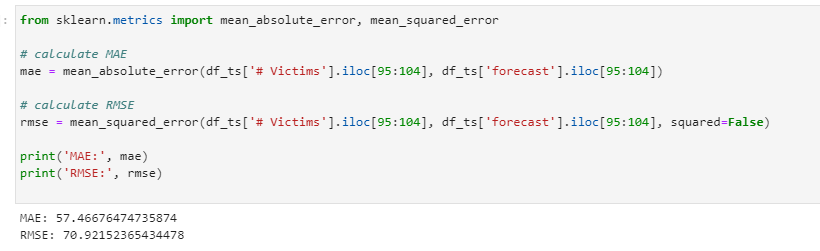 from sklearn.metrics import mean_absolute_error, mean_squared_error
# calculate MAE
mae = mean_absolute_error(df_ts['# Victims'].iloc[95:104], df_ts['forecast'].iloc[95:104])
# calculate RMSE
rmse = mean_squared_error(df_ts['# Victims'].iloc[95:104], df_ts['forecast'].iloc[95:104], squared=False)
print('MAE:', mae)
print('RMSE:', rmse)
MAE: 57.46676474735874
RMSE: 70.92152365434478